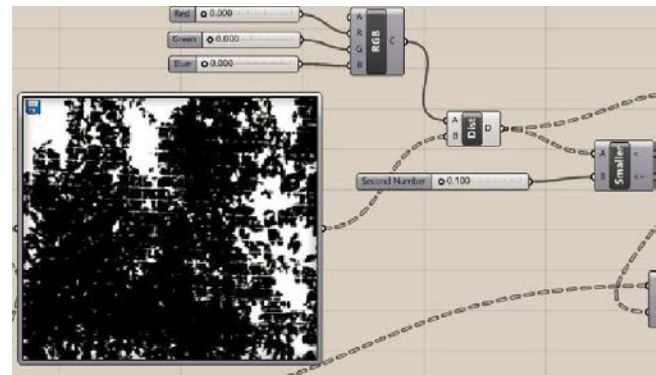 Red 0.000
Green 0.000
Blue 0.000
A
R
G
B
RGB
C
A
B
Dist
D
Second Number 0.100
A
B
Smaller
<
<=